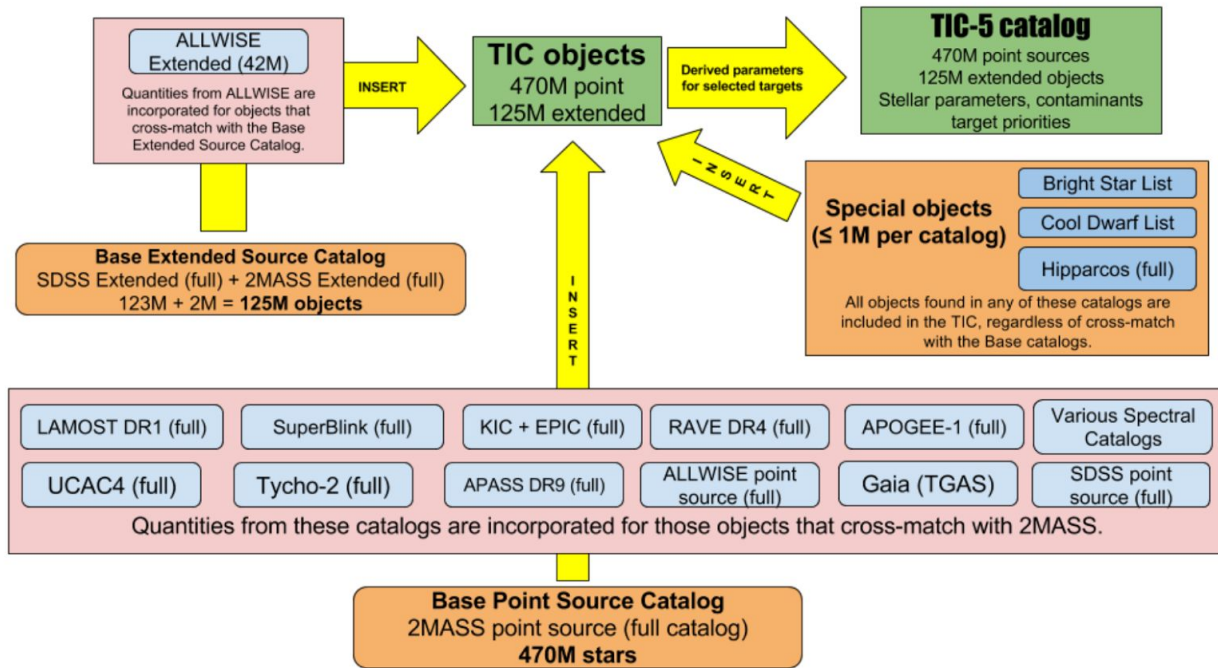 ALLWISE
Extended (42M)
Quantities from ALLWISE are
incorporated for objects that
cross-match with the Base
Extended Source Catalog.
INSERT
TIC objects
470M point
125M extended
Derived parameters
for selected targets
TIC-5 catalog
470M point sources
125M extended objects
Stellar parameters, contaminants
target priorities
INSERT
Special objects
(≤ 1M per catalog)
Bright Star List
Cool Dwarf List
Hipparcos (full)
All objects found in any of these catalogs are
included in the TIC, regardless of cross-match
with the Base catalogs.
Base Extended Source Catalog
SDSS Extended (full) + 2MASS Extended (full)
123M + 2M = 125M objects
INSERT
LAMOST DR1 (full)
SuperBlink (full)
KIC + EPIC (full)
RAVE DR4 (full)
APOGEE-1 (full)
Various Spectral
Catalogs
UCAC4 (full)
Tycho-2 (full)
APASS DR9 (full)
ALLWISE point
source (full)
Gaia (TGAS)
SDSS point
source (full)
Quantities from these catalogs are incorporated for those objects that cross-match with 2MASS.
Base Point Source Catalog
2MASS point source (full catalog)
470M stars